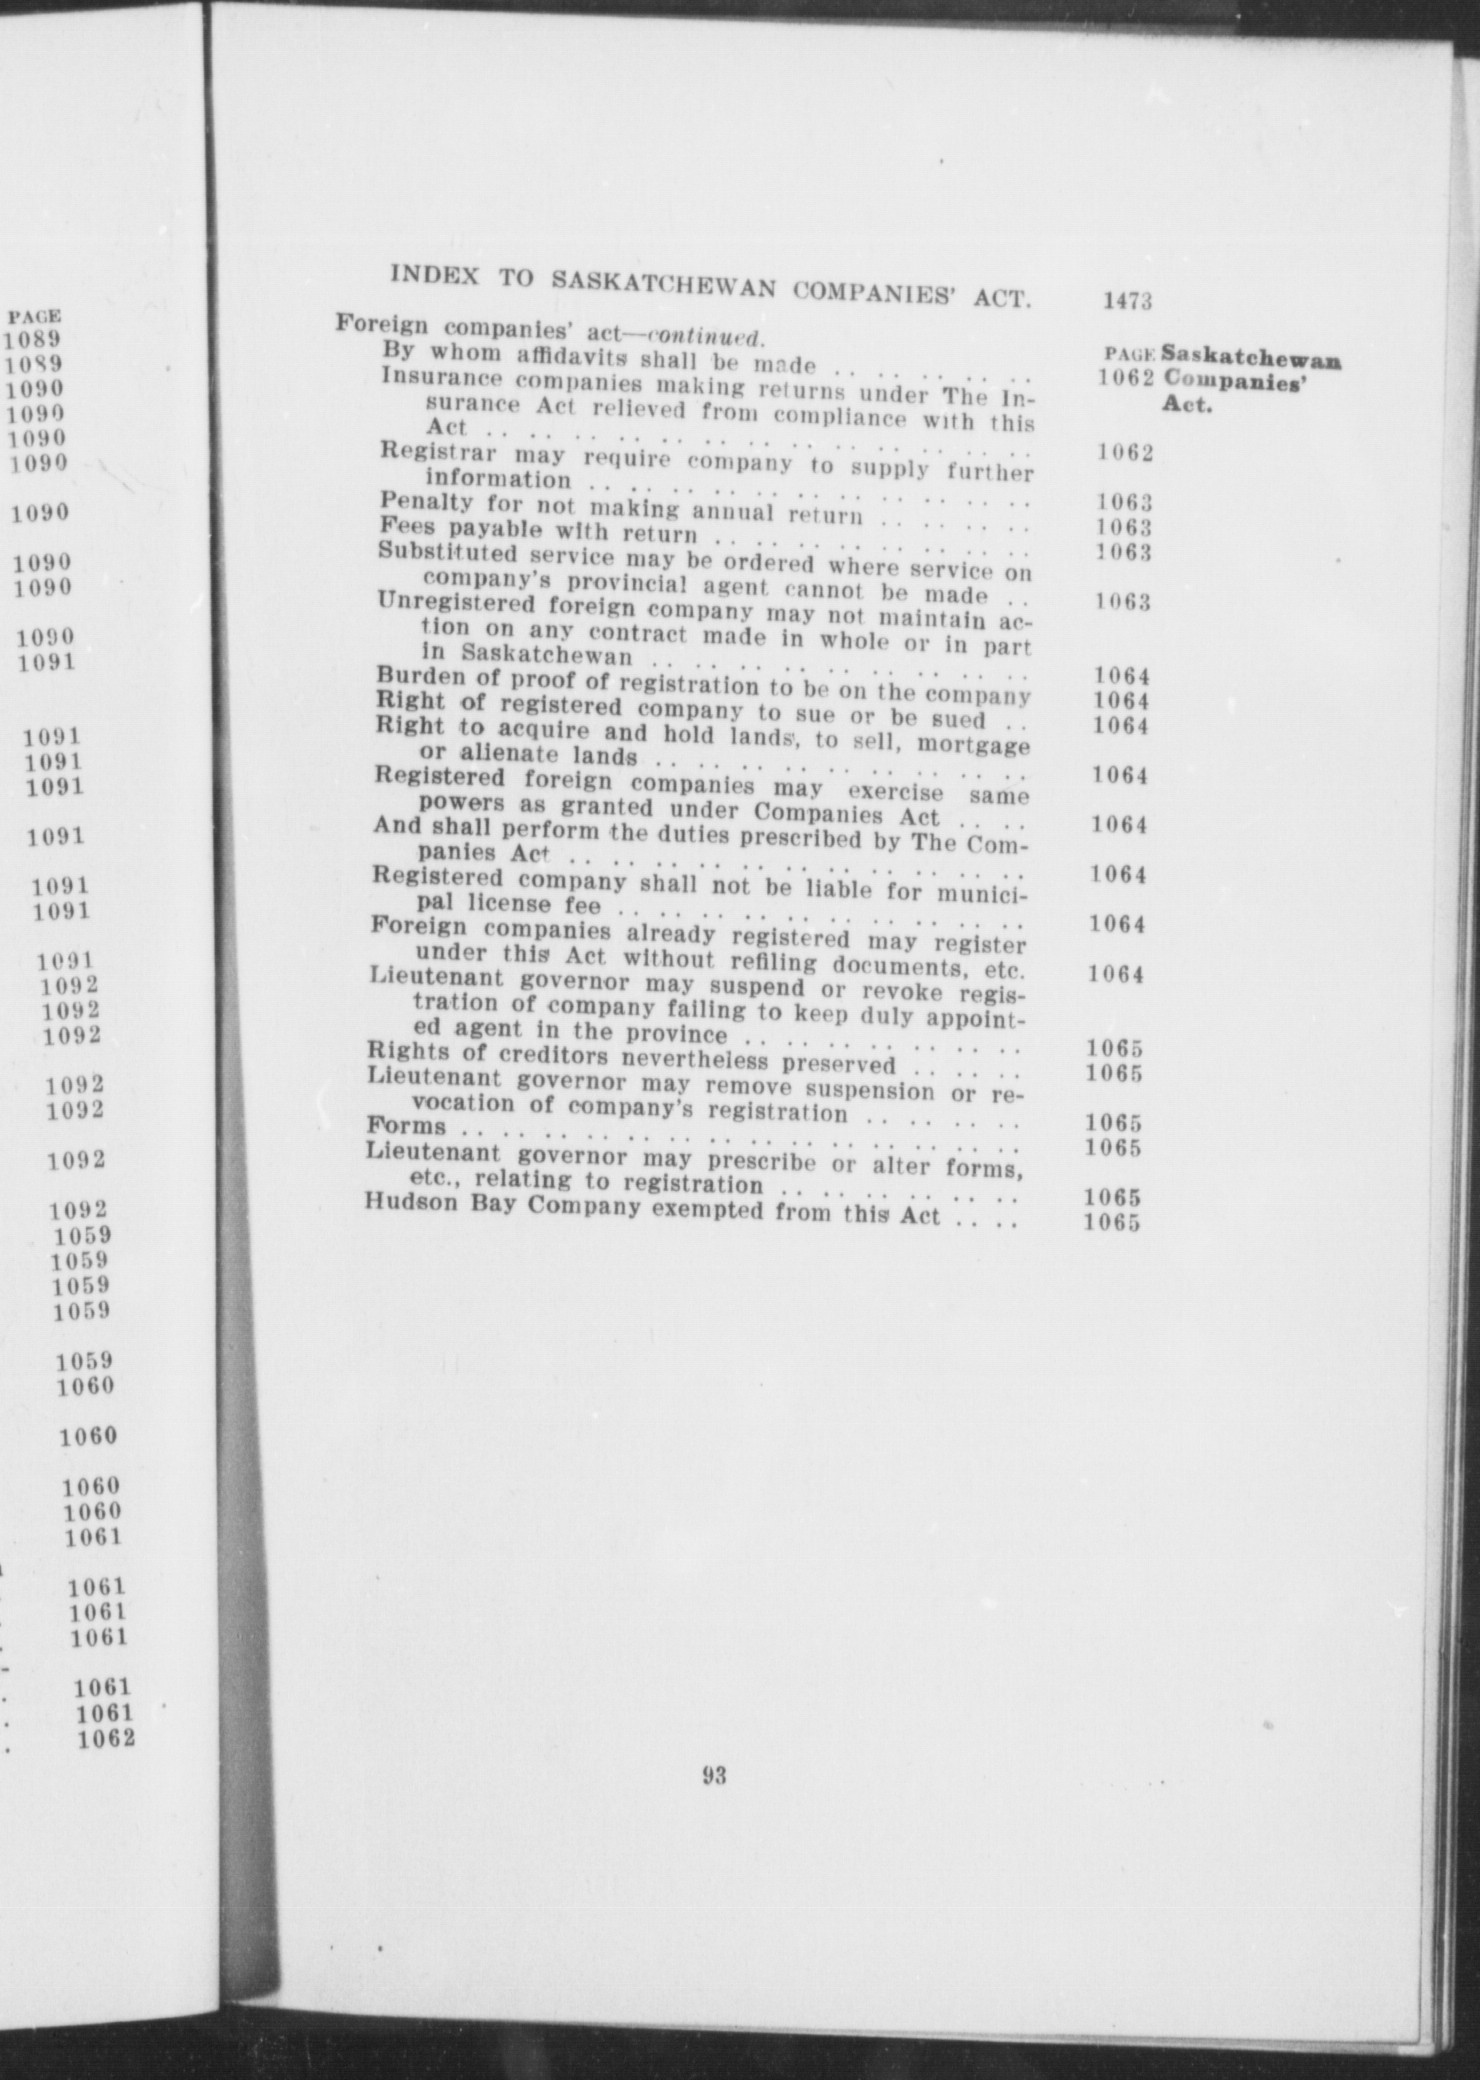 PAGE
1089
1089
1090
1090
1090
1090
1090
1090
1090
1090
1091
1091
1091
1091
1091
1091
1091
1091
1092
1092
1092
1092
1092
1092
1092
1059
1059
1059
1059
1059
1060
1060
1060
1060
1061
1061
1061
1061
1061
1061
1062
INDEX TO SASKATCHEWAN COMPANIES' ACT. 1473
Foreign companies' act—continued. PAGE Saskatchewan
By whom affidavits shall be made . . . . . . . . . . 1062 Companies'
Act.
Insurance companies making returns under The In-
surance Act relieved from compliance with this
Act . . . . . . . . . . . . . . . . . . . . . . . . . . 1062
Registrar may require company to supply further
information . . . . . . . . . . . . . . . . . . . . . . 1063
Penalty for not making annual return . . . . . . . . 1063
Fees payable with return . . . . . . . . . . . . . . . . 1063
Substituted service may be ordered where service on
company's provincial agent cannot be made . . 1063
Unregistered foreign company may not maintain ac-
tion on any contract made in whole or in part
in Saskatchewan . . . . . . . . . . . . . . . . . . 1064
Burden of proof of registration to be on the company 1064
Right of registered company to sue or be sued . . 1064
Right to acquire and hold lands, to sell, mortgage
or alienate lands . . . . . . . . . . . . . . . . . . 1064
Registered foreign companies may exercise same
powers as granted under Companies Act . . . . 1064
And shall perform the duties prescribed by The Com-
panies Act . . . . . . . . . . . . . . . . . . . . . . 1064
Registered company shall not be liable for munici-
pal license fee . . . . . . . . . . . . . . . . . . . . 1064
Foreign companies already registered may register
under this Act without refiling documents, etc. 1064
Lieutenant governor may suspend or revoke regis-
tration of company failing to keep duly appoint-
ed agent in the province . . . . . . . . . . . . . . 1065
Rights of creditors nevertheless preserved . . . . . . 1065
Lieutenant governor may remove suspension or re-
vocation of company's registration . . . . . . . . 1065
Forms . . . . . . . . . . . . . . . . . . . . . . . . . . . . 1065
Lieutenant governor may prescribe or alter forms,
etc., relating to registration . . . . . . . . . . . . 1065
Hudson Bay Company exempted from this Act . . . . 1065
93